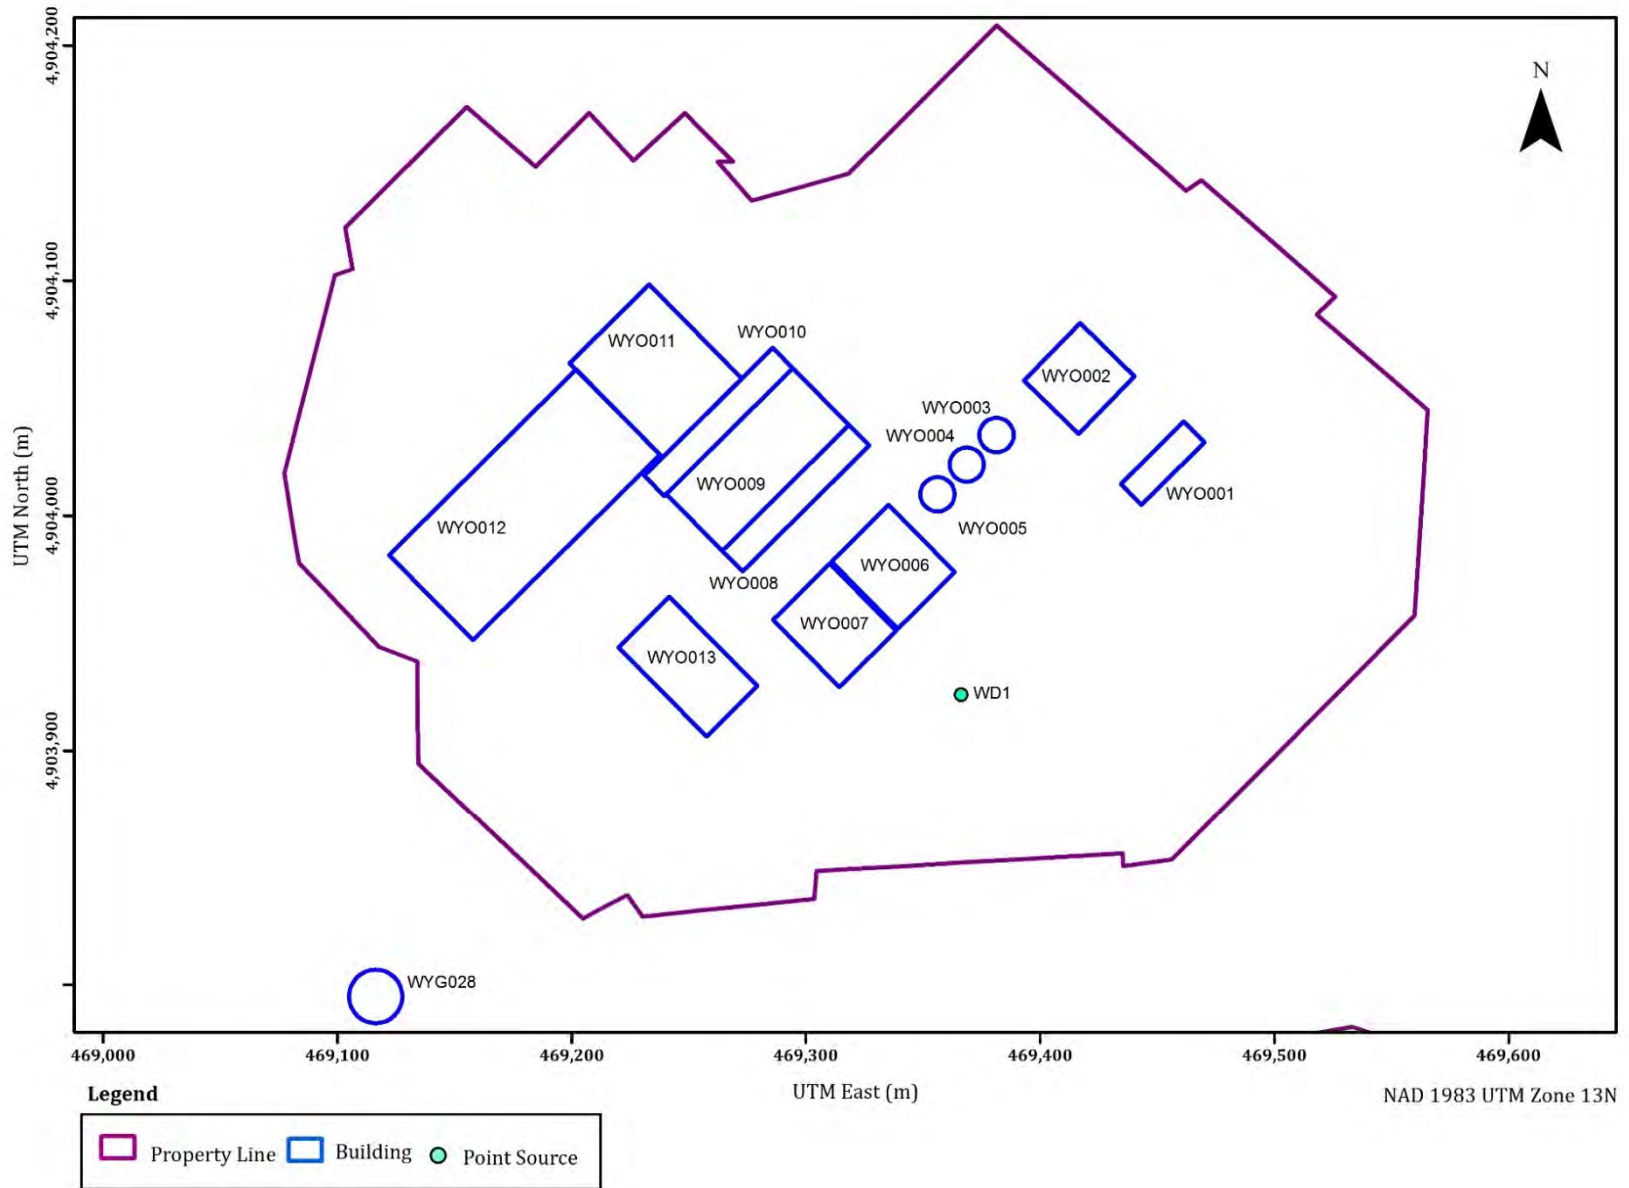 4,904,200
N
4,904,100
WYO010
WYO011
WYO002
WYO003
WYO004
WYO009
WYO001
4,904,000
UTM North (m)
WYO012
WYO005
WYO006
WYO008
WYO007
WYO013
WD1
4,903,900
WYG028
469,000
469,100
469,200
469,300
469,400
469,500
469,600
Legend
UTM East (m)
NAD 1983 UTM Zone 13N
Property Line
Building
Point Source